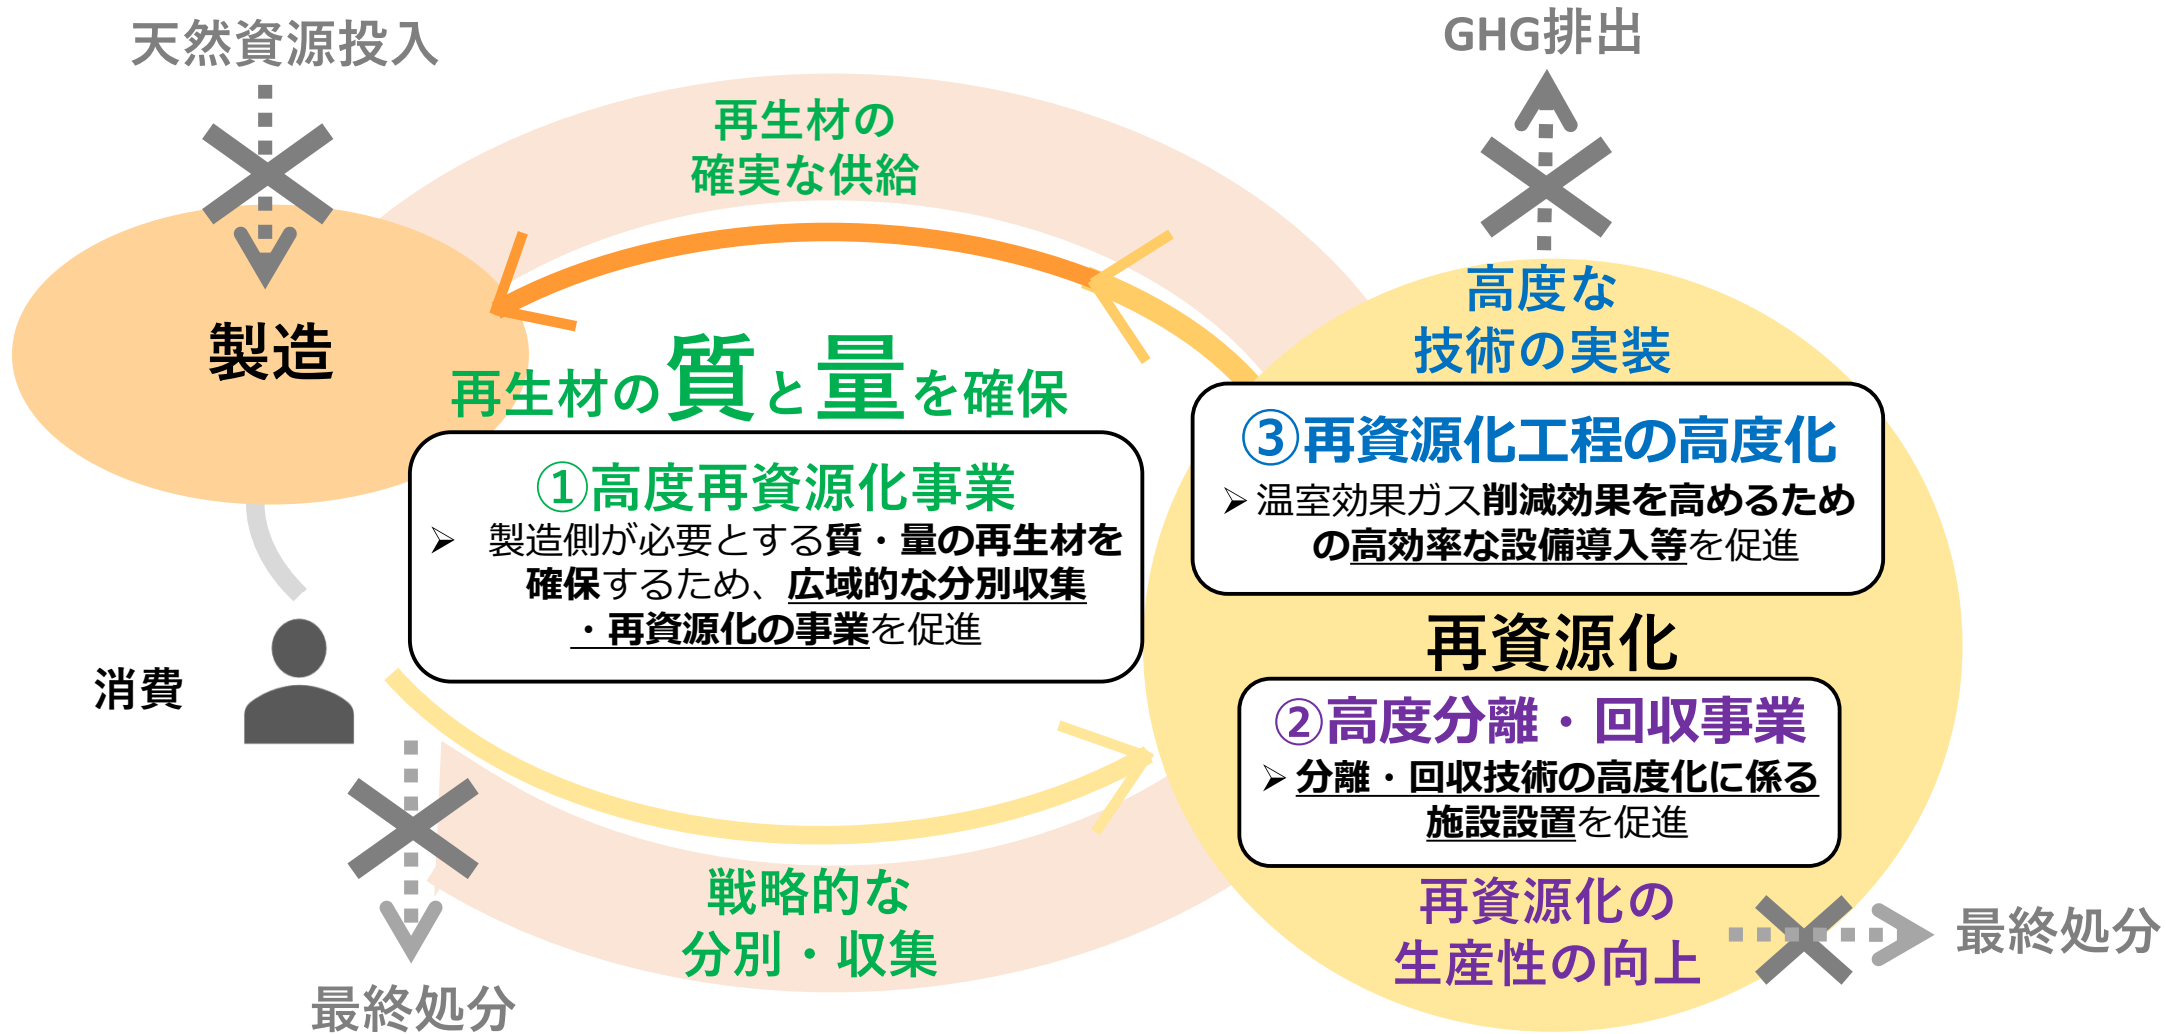 天然資源投入
GHG排出
再生材の
確実な供給
製造
高度な
技術の実装
再生材の質と量を確保
①高度再資源化事業
➢ 製造側が必要とする質・量の再生材を
確保するため、広域的な分別収集
・再資源化の事業を促進
③再資源化工程の高度化
➢温室効果ガス削減効果を高めるため
の高効率な設備導入等を促進
再資源化
消費
②高度分離・回収事業
➢分離・回収技術の高度化に係る
施設設置を促進
戦略的な
分別・収集
再資源化の
生産性の向上
最終処分
最終処分